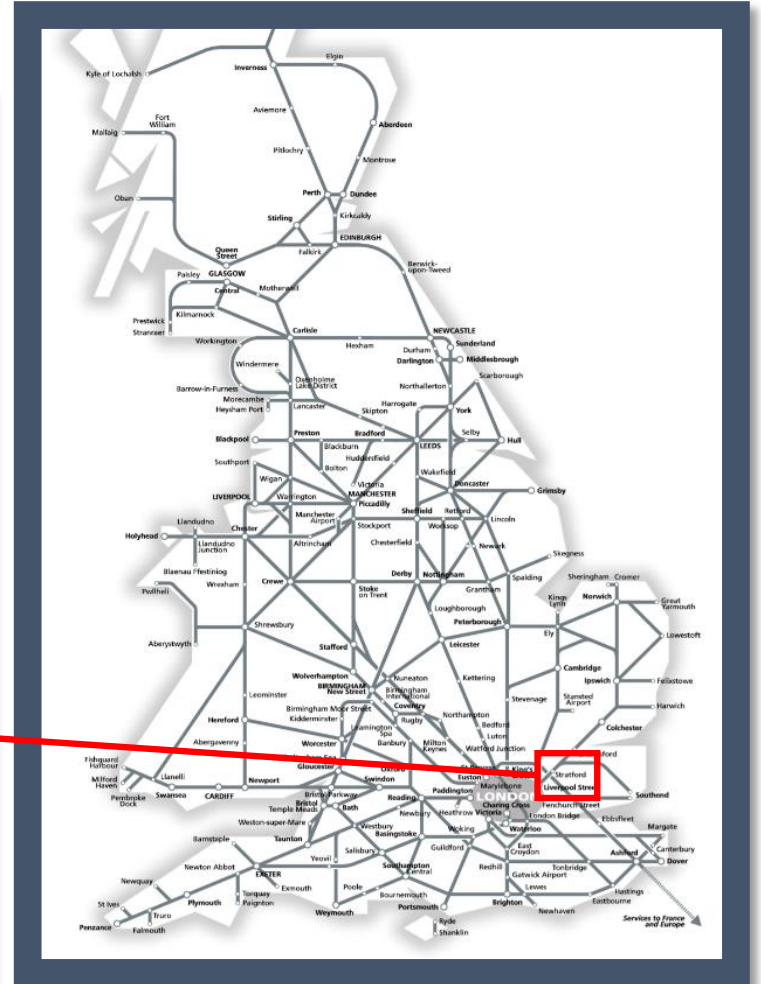 Elgin
Inverness
Kyle of Lochalsh
Aviemore
Fort
William
Mallaig
Aberdeen
Pitlochry
Montrose
Oban
Perth
Dundee
Stirling
Kirkcaldy
EDINBURGH
Queen
Street
Falkirk
Berwick-
upon-Tweed
Paisley
GLASGOW
Central
Motherwell
Prestwick
Kilmarnock
Stranraer
Carlisle
NEWCASTLE
Workington
Hexham
Sunderland
Durham
Darlington
Middlesbrough
Windermere
Oxenholme
Lake District
Scarborough
Barrow-in-Furness
Northallerton
Morecambe
Heysham Port
Lancaster
Harrogate
York
Skipton
Blackpool
Preston
Bradford
Selby
Hull
Blackburn
LEEDS
Southport
Huddersfield
Bolton
Wakefield
Wigan
Victoria
Doncaster
Grimsby
LIVERPOOL
Warrington
MANCHESTER
Piccadilly
Llandudno
Manchester
Airport
Sheffield
Retford
Lincoln
Stockport
Worksop
Holyhead
Chester
Llandudno
Junction
Altrincham
Chesterfield
Newark
Skegness
Blaenau Ffestiniog
Pwllheli
Wrexham
Crewe
Stoke
on Trent
Derby
Nottingham
Grantham
Spalding
Sheringham
Cromer
Kings
Lynn
Norwich
Great
Yarmouth
Loughborough
Peterborough
Aberystwyth
Shrewsbury
Stafford
Leicester
Ely
Lowestoft
Wolverhampton
BIRMINGHAM
New Street
Nuneaton
Birmingham
International
Kettering
Cambridge
Stansted
Airport
Ipswich
Felixstowe
Leominster
Birmingham Moor Street
Coventry
Stevenage
Harwich
Hereford
Kidderminster
Rugby
Northampton
Bedford
Colchester
Leamington
Spa
Luton
Abergavenny
Worcester
Banbury
Milton
Keynes
Watford Junction
Fishguard
Harbour
Gloucester
Oxford
King's
Euston
Stratford
Milford
Haven
Llanelli
Swindon
Marylebone
Liverpool Street
Pembroke
Dock
Swansea
CARDIFF
Newport
Bristol Parkway
Reading
Paddington
LONDON
Southend
Bristol
Temple Meads
Bath
Newbury
Heathrow
Victoria
Charing Cross
Fenchurch Street
London Bridge
Ebbsfleet
Weston-super-Mare
Westbury
Basingstoke
Woking
Waterloo
Margate
Barnstaple
Taunton
Salisbury
Guildford
East
Croydon
Canterbury
Newton Abbot
EXETER
Yeovil
Southampton
Central
Redhill
Gatwick Airport
Tonbridge
Ashford
Dover
Newquay
Exmouth
Poole
Lewes
Hastings
Torquay
Paignton
Bournemouth
Eastbourne
St Ives
Plymouth
Weymouth
Portsmouth
Brighton
Newhaven
Truro
Ryde
Services to France
and Europe
Penzance
Falmouth
Shanklin